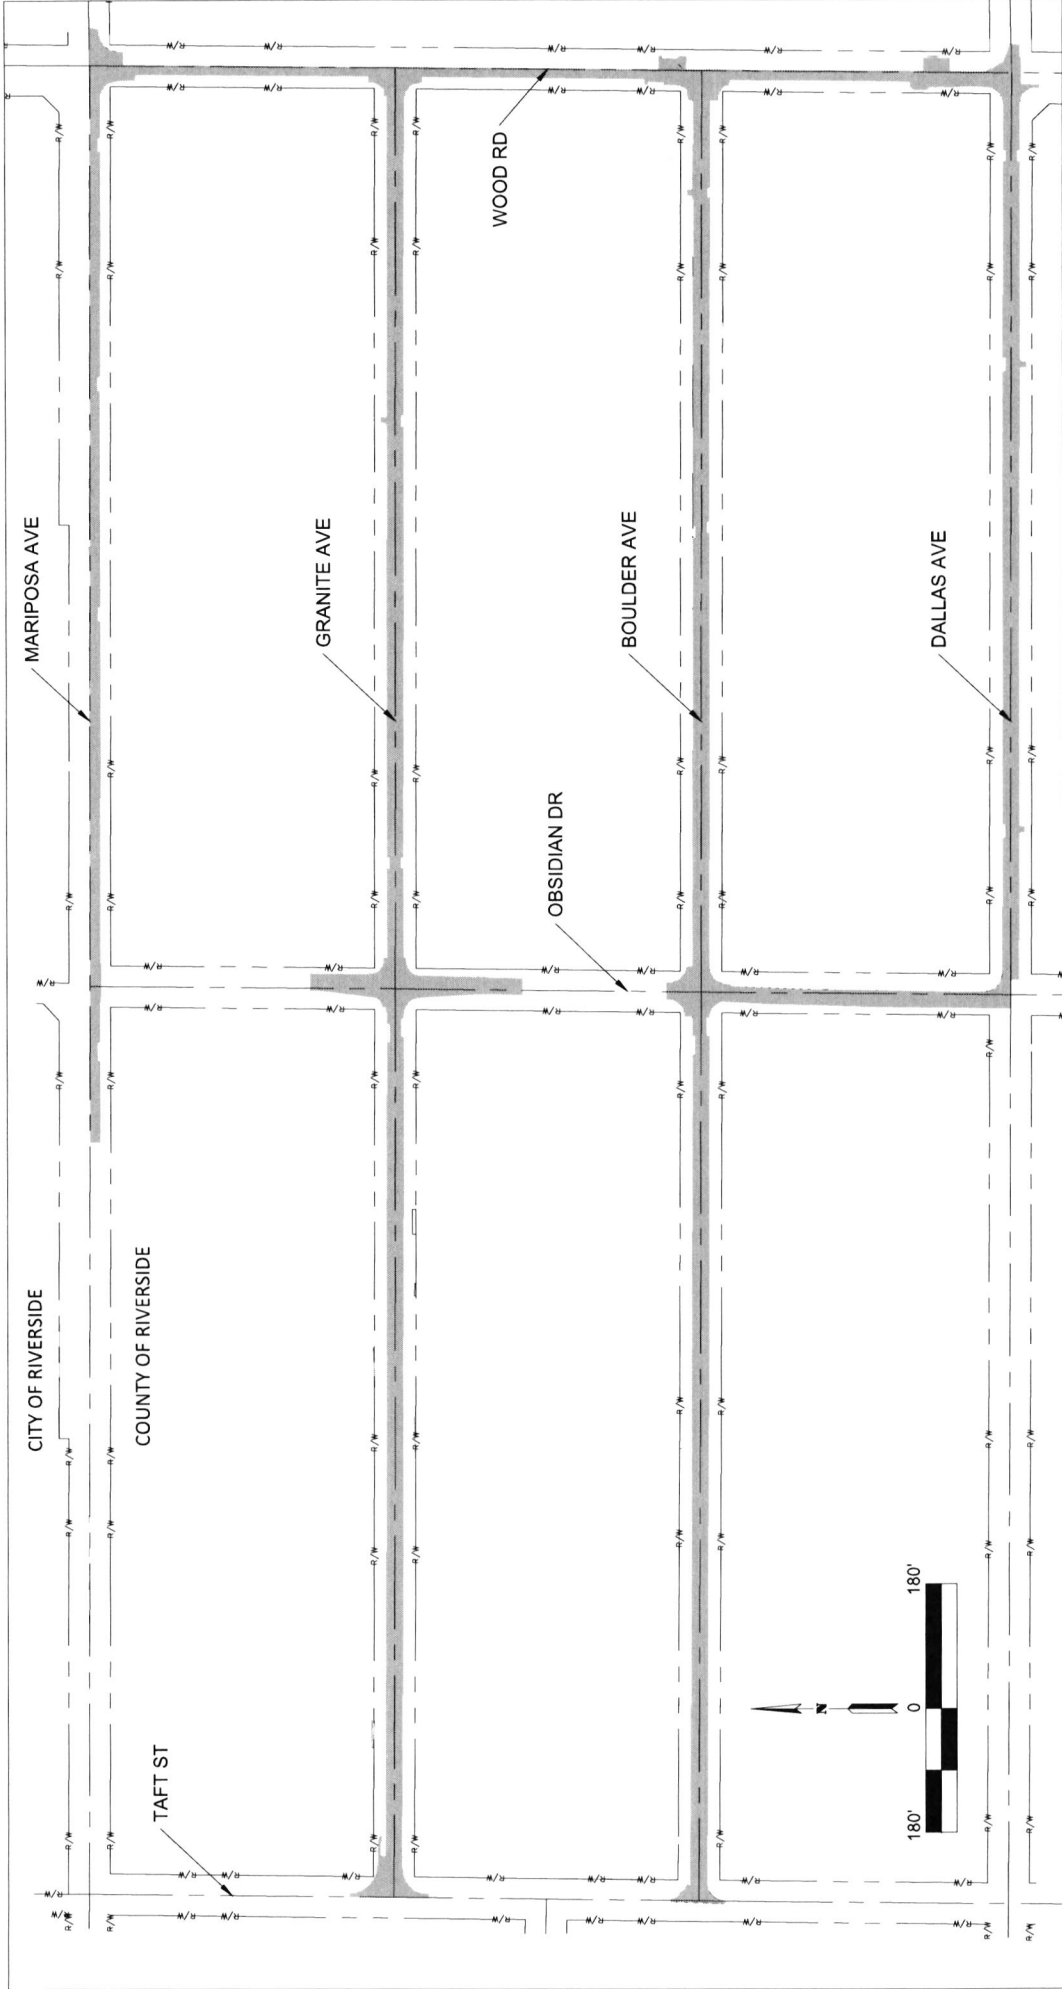 CITY OF RIVERSIDE
MARIPOSA AVE
COUNTY OF RIVERSIDE
TAFT ST
GRANITE AVE
WOOD RD
OBSIDIAN DR
BOULDER AVE
DALLAS AVE
N
180' 0 180'
R/W